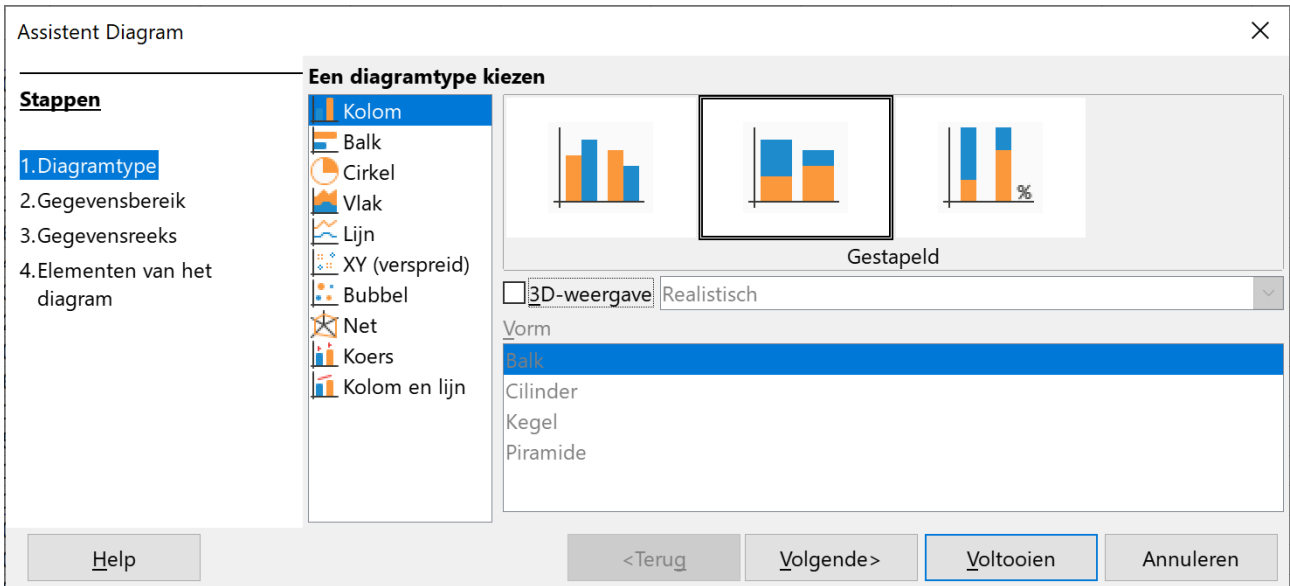 Assistent Diagram
Stappen
1.Diagramtype
2.Gegevensbereik
3.Gegevensreeks
4.Elementen van het
diagram
Een diagramtype kiezen
Kolom
Balk
Cirkel
Vlak
Lijn
XY (verspreid)
Bubbel
Net
Koers
Kolom en lijn
%
Gestapeld
3D-weergave Realistisch
Vorm
Balk
Cilinder
Kegel
Piramide
Help <Terug Volgende> Voltooien Annuleren